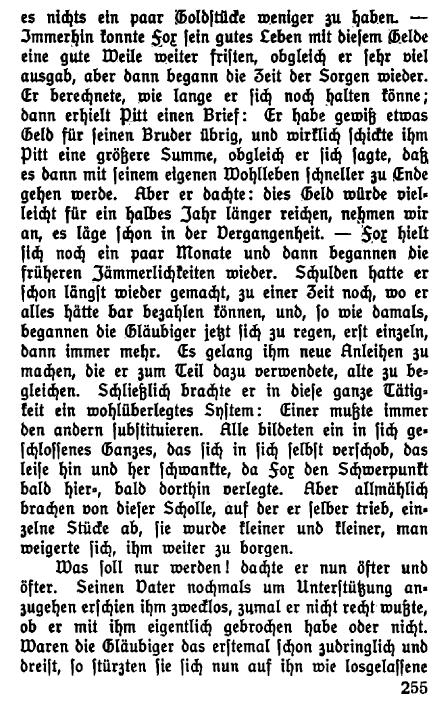 es nichts ein paar Goldstücke weniger zu haben. —
Immerhin konnte Fox sein gutes Leben mit diesem Gelde
eine gute Weile weiter fristen, obgleich er sehr viel
ausgab, aber dann begann die Zeit der Sorgen wieder.
Er berechnete, wie lange er sich noch halten könne;
dann erhielt Pitt einen Brief: Er habe gewiß etwas
Geld für seinen Bruder übrig, und wirklich schickte ihm
Pitt eine größere Summe, obgleich er sich sagte, daß
es dann mit seinem eigenen Wohlleben schneller zu Ende
gehen werde. Aber er dachte: dies Geld würde viel-
leicht für ein halbes Jahr länger reichen, nehmen wir
an, es läge schon in der Vergangenheit. — Fox hielt
sich noch ein paar Monate und dann begannen die
früheren Jämmerlichkeiten wieder. Schulden hatte er
schon längst wieder gemacht, zu einer Zeit noch, wo er
alles hätte bar bezahlen können, und, so wie damals,
begannen die Gläubiger jetzt sich zu regen, erst einzeln,
dann immer mehr. Es gelang ihm neue Anleihen zu
machen, die er zum Teil dazu verwendete, alte zu be-
gleichen. Schließlich brachte er in diese ganze Tätig-
keit ein wohlüberlegtes System: Einer mußte immer
den andern substituieren. Alle bildeten ein in sich ge-
schlossenes Ganzes, das sich in sich selbst verschob, das
leise hin und her schwankte, da Fox den Schwerpunkt
bald hier-, bald dorthin verlegte. Aber allmählich
brachen von dieser Scholle, auf der er selber trieb, ein-
zelne Stücke ab, sie wurde kleiner und kleiner, man
weigerte sich, ihm weiter zu borgen.
Was soll nur werden! dachte er nun öfter und
öfter. Seinen Vater nochmals um Unterstützung an-
zugehen erschien ihm zwecklos, zumal er nicht recht wußte,
ob er mit ihm eigentlich gebrochen habe oder nicht.
Waren die Gläubiger das erstemal schon zudringlich und
dreist, so stürzten sie sich nun auf ihn wie losgelassene
255